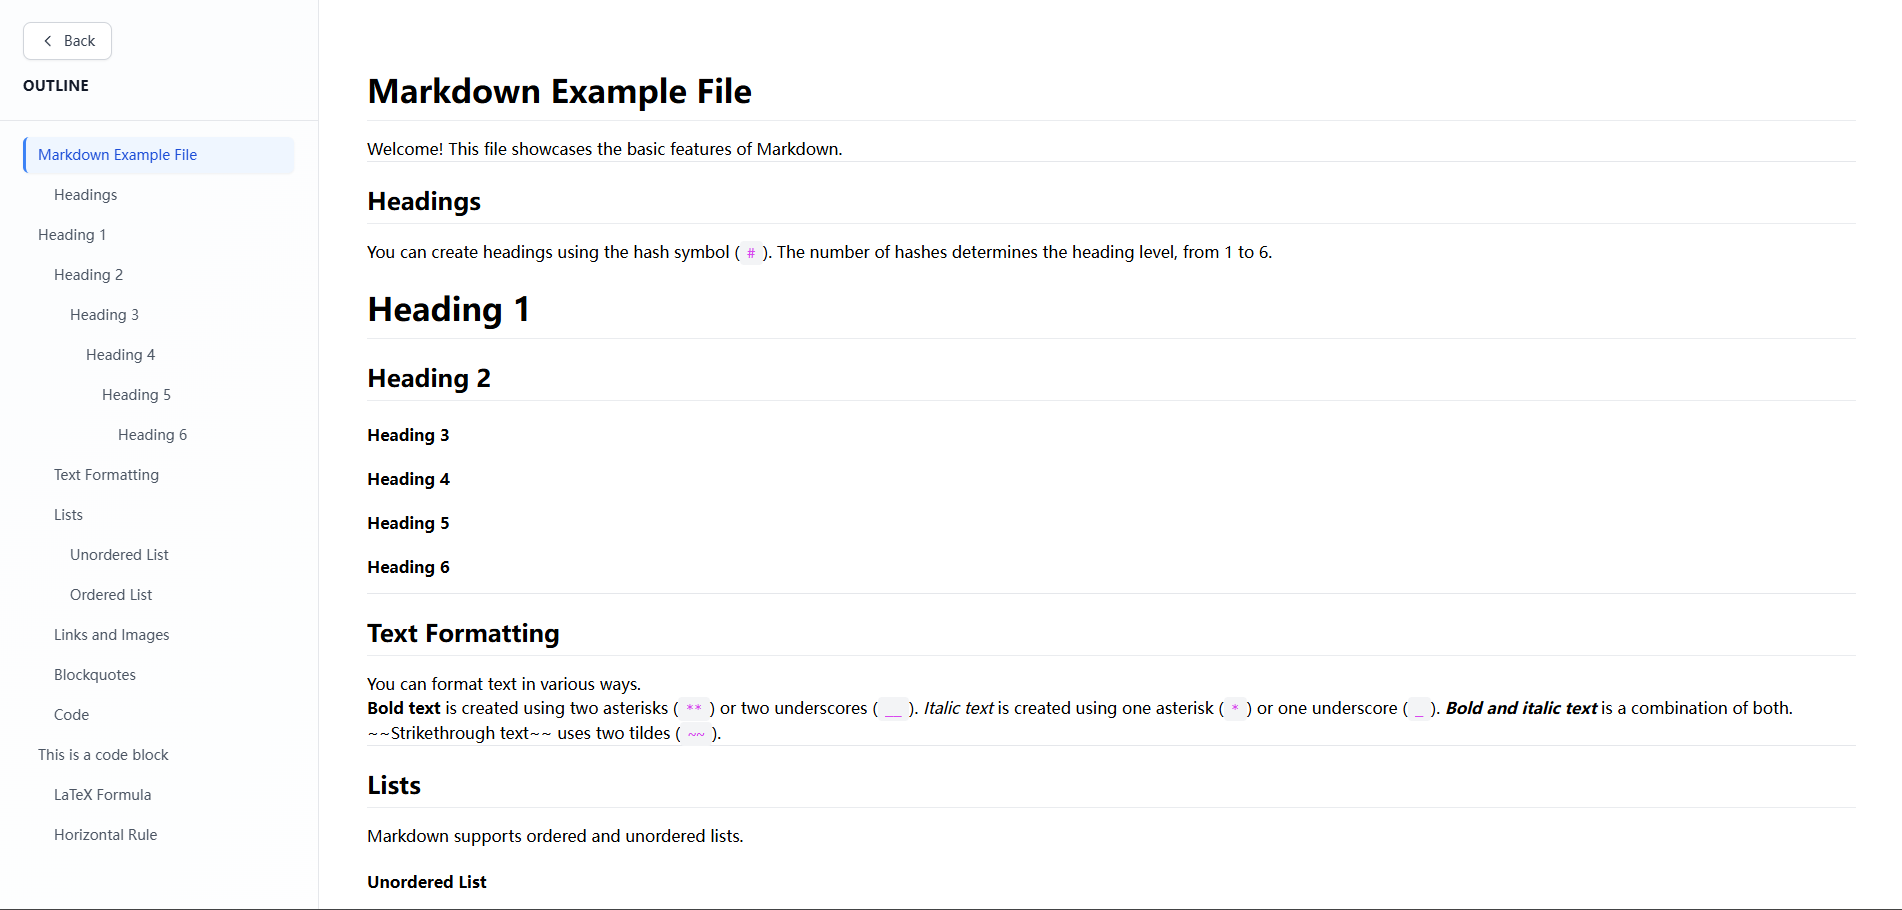 Back
OUTLINE
Markdown Example File
Headings
Heading 1
Heading 2
Heading 3
Heading 4
Heading 5
Heading 6
Text Formatting
Lists
Unordered List
Ordered List
Links and Images
Blockquotes
Code
This is a code block
LaTeX Formula
Horizontal Rule
Markdown Example File
Welcome! This file showcases the basic features of Markdown.
Headings
You can create headings using the hash symbol ( # ). The number of hashes determines the heading level, from 1 to 6.
Heading 1
Heading 2
Heading 3
Heading 4
Heading 5
Heading 6
Text Formatting
You can format text in various ways.
Bold text is created using two asterisks ( ** ) or two underscores ( __ ). Italic text is created using one asterisk ( * ) or one underscore ( _ ). Bold and italic text is a combination of both.
~~Strikethrough text~~ uses two tildes ( ~~ ).
Lists
Markdown supports ordered and unordered lists.
Unordered List